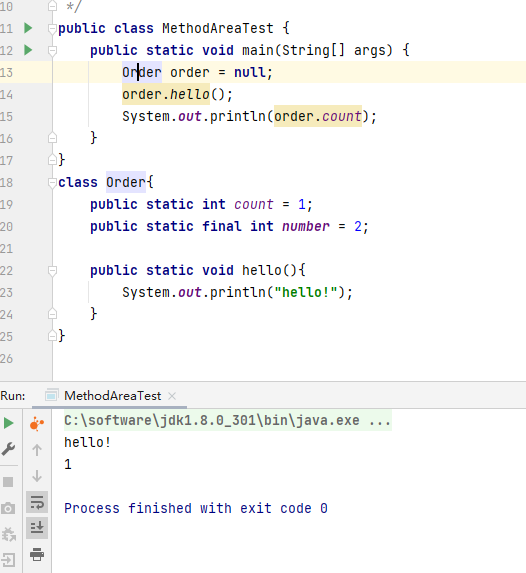 10 */
11 public class MethodAreaTest {
12 public static void main(String[] args) {
13 Order order = null;
14 order.hello();
15 System.out.println(order.count);
16 }
17 }
18 class Order{
19 public static int count = 1;
20 public static final int number = 2;
21
22 public static void hello(){
23 System.out.println("hello!");
24 }
25 }
26
Run: MethodAreaTest ×
C:\software\jdk1.8.0_301\bin\java.exe ...
hello!
1
Process finished with exit code 0